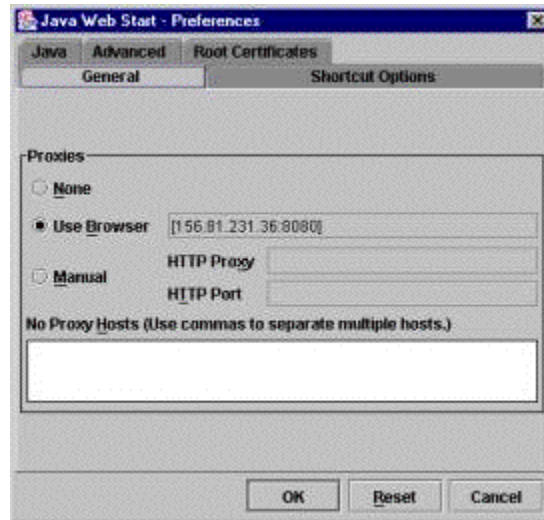 Java Web Start - Preferences
Java Advanced Root Certificates
General Shortcut Options
Proxies
None
Use Browser [156.81.231.36:8080]
HTTP Proxy
Manual
HTTP Port
No Proxy Hosts (Use commas to separate multiple hosts.)
OK Reset Cancel